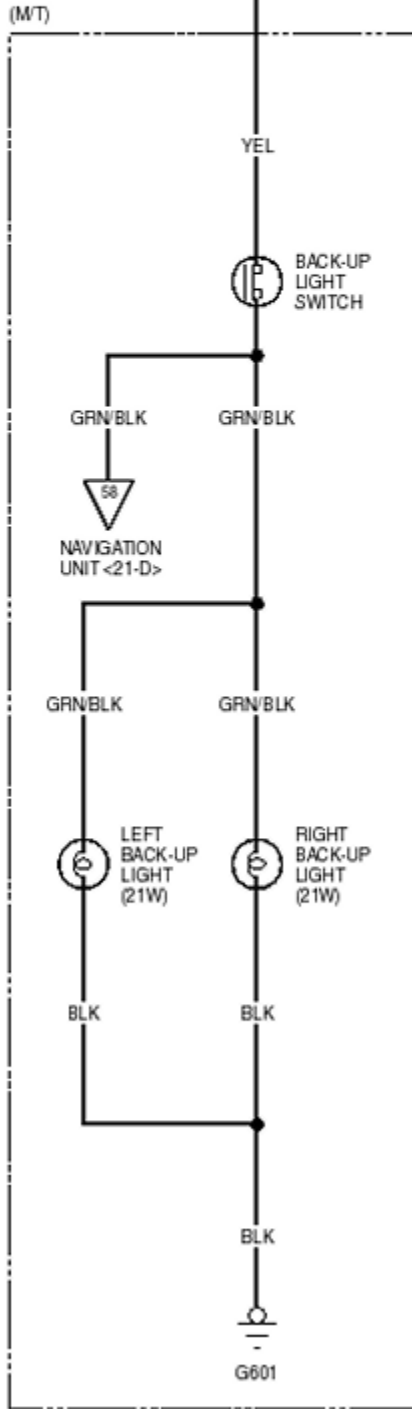 (M/T)
YEL
BACK-UP
LIGHT
SWITCH
GRN/BLK
GRN/BLK
58
NAVIGATION
UNIT <21-D>
GRN/BLK
GRN/BLK
LEFT
BACK-UP
LIGHT
(21W)
RIGHT
BACK-UP
LIGHT
(21W)
BLK
BLK
BLK
G601